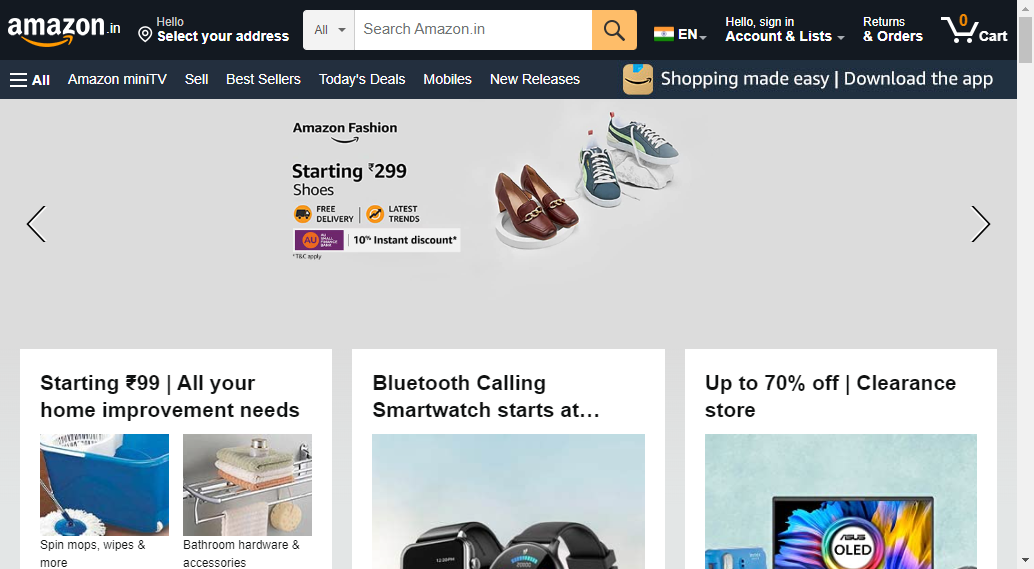 amazon.in
Hello
Select your address
All
Search Amazon.in
EN
Hello, sign in
Account & Lists
Returns
& Orders
0
Cart
All
Amazon miniTV
Sell
Best Sellers
Today's Deals
Mobiles
New Releases
Shopping made easy | Download the app
Amazon Fashion
Starting ₹299
Shoes
FREE
DELIVERY
LATEST
TRENDS
AU
SMALL
FINANCE
BANK
10% Instant discount*
*T&C apply
Starting ₹99 | All your
home improvement needs
Spin mops, wipes &
more
Bathroom hardware &
accessories
Bluetooth Calling
Smartwatch starts at…
Up to 70% off | Clearance
store
ASUS
OLED